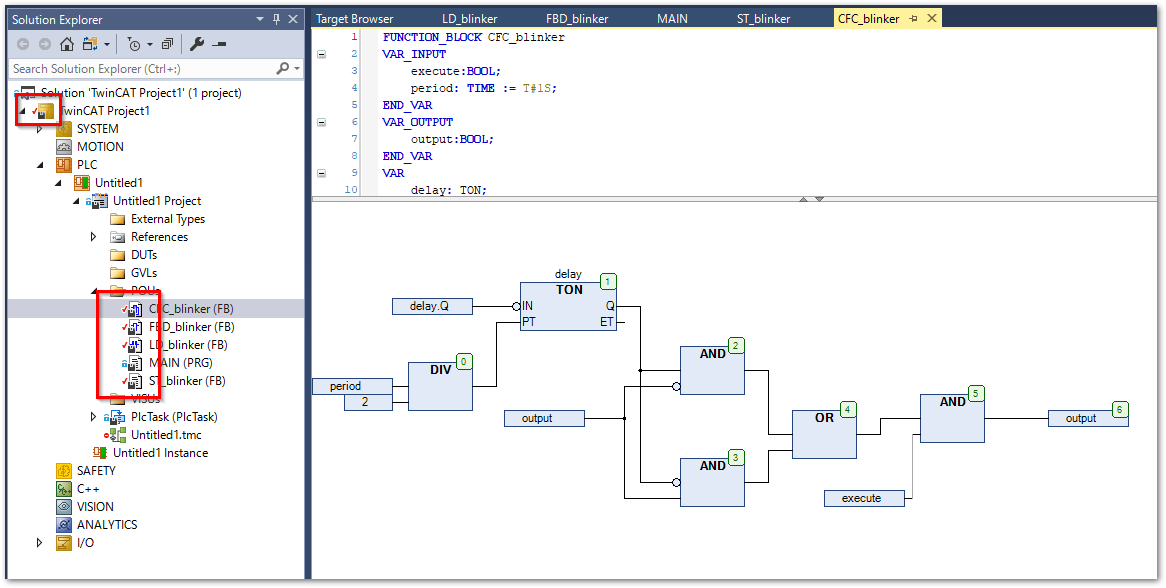 Solution Explorer
Search Solution Explorer (Ctrl+:)
Solution 'TwinCAT Project1' (1 project)
TwinCAT Project1
SYSTEM
MOTION
PLC
Untitled1
Untitled1 Project
External Types
References
DUTs
GVLs
POUs
CFC_blinker (FB)
FBD_blinker (FB)
LD_blinker (FB)
MAIN (PRG)
ST_blinker (FB)
VISUs
PlcTask (PlcTask)
Untitled1.tmc
Untitled1 Instance
SAFETY
C++
VISION
ANALYTICS
I/O
Target Browser LD_blinker FBD_blinker MAIN ST_blinker CFC_blinker
1 FUNCTION_BLOCK CFC_blinker
2 VAR_INPUT
3 execute:BOOL;
4 period: TIME := T#1S;
5 END_VAR
6 VAR_OUTPUT
7 output:BOOL;
8 END_VAR
9 VAR
10 delay: TON;
delay
TON 1
delay.Q IN Q
PT ET
DIV 0
period
2
AND 2
output
AND 3
OR 4
AND 5
output 6
execute